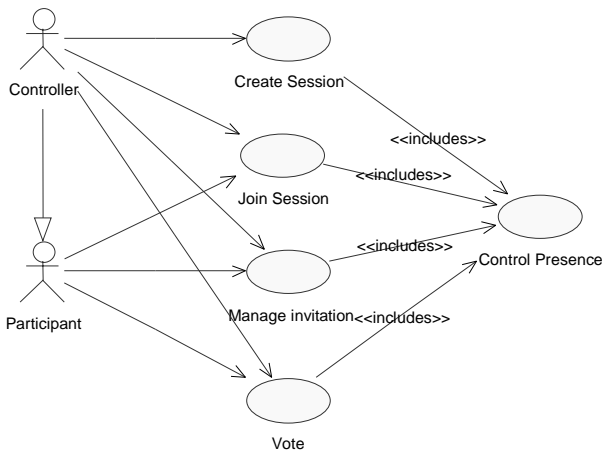 Controller
Create Session
<<includes>>
<<includes>>
Join Session
<<includes>>
Control Presence
Participant
Manage invitation
<<includes>>
Vote